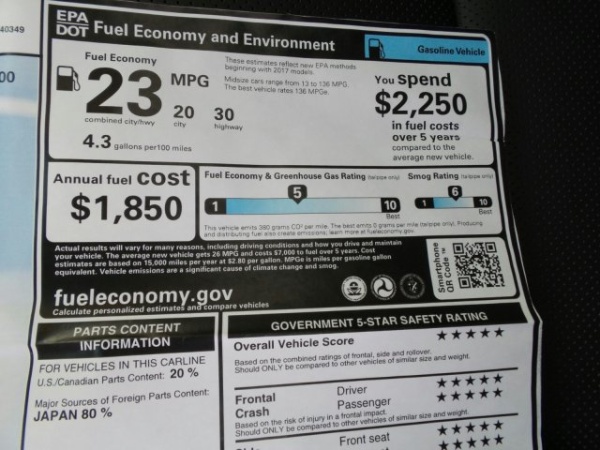 40349
00
EPA
DOT Fuel Economy and Environment
Gasoline Vehicle
Fuel Economy
23 MPG
combined city/hwy
20
city
30
highway
4.3 gallons per 100 miles
These estimates reflect new EPA methods
beginning with 2017 models.
Midsize cars range from 13 to 136 MPG.
The best vehicle rates 136 MPGe.
You spend
$2,250
in fuel costs
over 5 years
compared to the
average new vehicle.
Annual fuel cost
$1,850
Fuel Economy & Greenhouse Gas Rating (tailpipe only)
5
1
10
Best
Smog Rating (tailpipe only)
6
1
10
Best
This vehicle emits 380 grams CO² per mile. The best emits 0 grams per mile (tailpipe only). Producing
and distributing fuel also create emissions; learn more at fueleconomy.gov.
Actual results will vary for many reasons, including driving conditions and how you drive and maintain
your vehicle. The average new vehicle gets 26 MPG and costs $7,000 to fuel over 5 years. Cost
estimates are based on 15,000 miles per year at $2.80 per gallon. MPGe is miles per gasoline gallon
equivalent. Vehicle emissions are a significant cause of climate change and smog.
fueleconomy.gov
Calculate personalized estimates and compare vehicles
Smartphone
QR Code™
PARTS CONTENT
INFORMATION
FOR VEHICLES IN THIS CARLINE
U.S./Canadian Parts Content: 20 %
Major Sources of Foreign Parts Content:
JAPAN 80 %
GOVERNMENT 5-STAR SAFETY RATING
Overall Vehicle Score ★★★★★
Based on the combined ratings of frontal, side and rollover.
Should ONLY be compared to other vehicles of similar size and weight.
Frontal Driver ★★★★★
Crash Passenger ★★★★★
Based on the risk of injury in a frontal impact.
Should ONLY be compared to other vehicles of similar size and weight.
Front seat ★★★★★